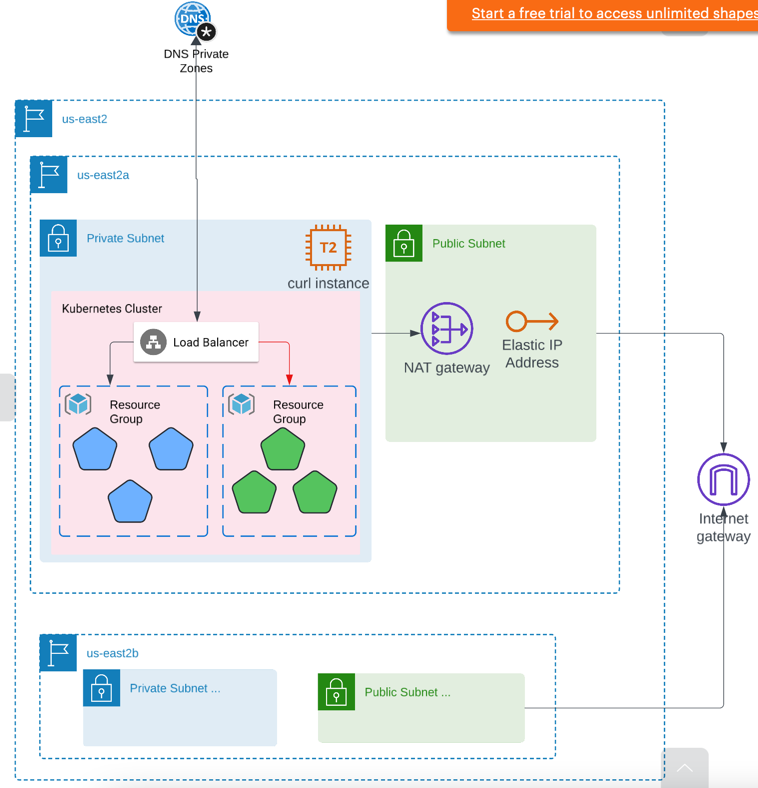 Start a free trial to access unlimited shapes
DNS
*
DNS Private
Zones
us-east2
us-east2a
Private Subnet
T2
curl instance
Public Subnet
Kubernetes Cluster
Load Balancer
NAT gateway
Elastic IP
Address
Resource
Group
Resource
Group
Internet
gateway
us-east2b
Private Subnet ...
Public Subnet ...